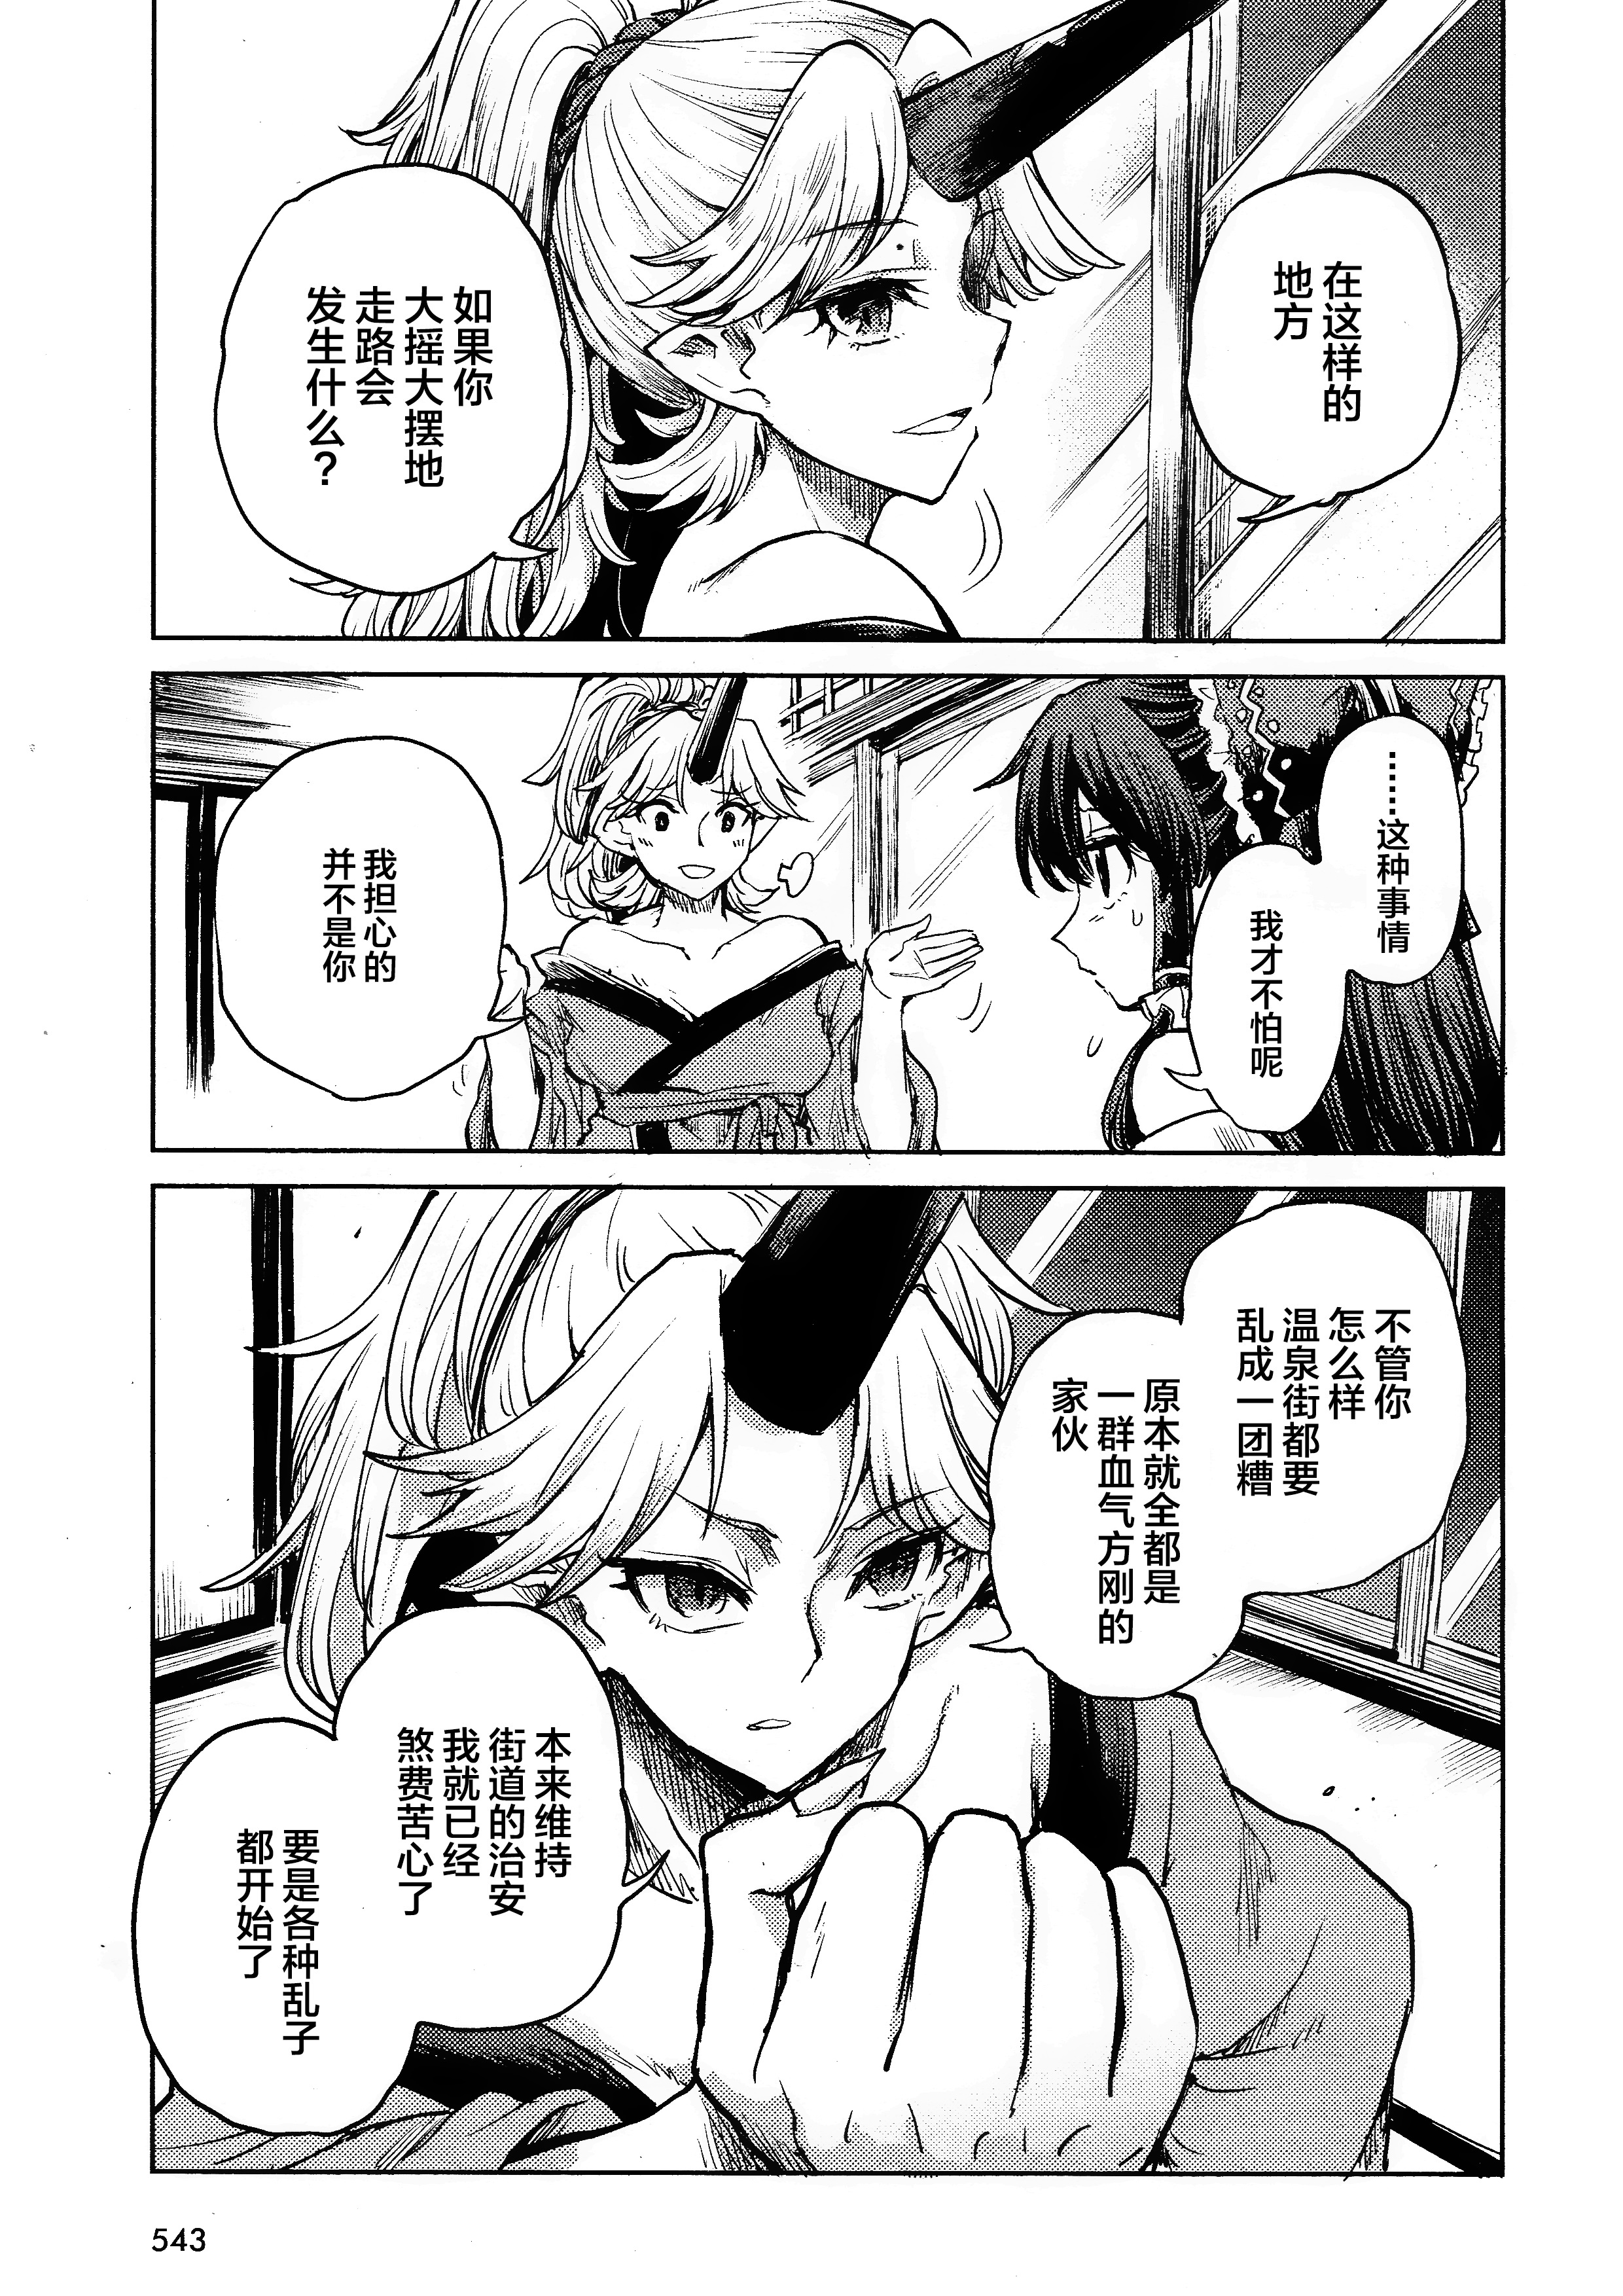 在这样的
地方
如果你
大摇大摆地
走路会
发生什么？
……这种事情
我才不怕呢
我担心的
并不是你
不管你
怎么样
温泉街都要
乱成一团糟
原本就全都是
一群血气方刚的
家伙
本来维持
街道的治安
我就已经
煞费苦心了
要是各种乱子
都开始了
543